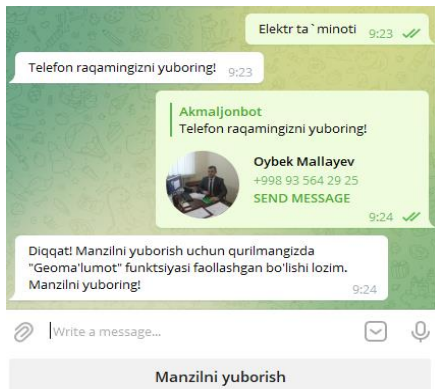 Elektr ta`minoti 9:23
Telefon raqamingizni yuboring! 9:23
Akmaljonbot
Telefon raqamingizni yuboring!
Oybek Mallayev
+998 93 564 29 25
SEND MESSAGE
9:24
Diqqat! Manzilni yuborish uchun qurilmangizda
"Geoma'lumot" funktsiyasi faollashgan bo'lishi lozim.
Manzilni yuboring! 9:24
Write a message...
Manzilni yuborish